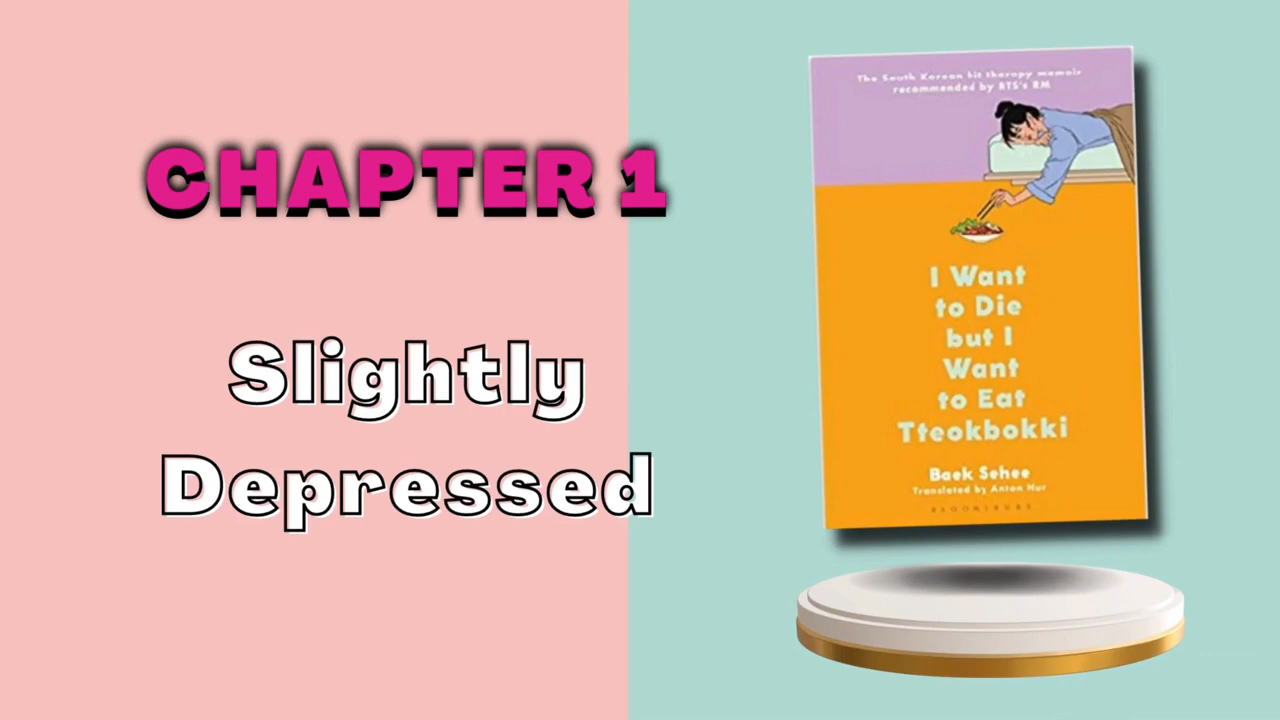 CHAPTER 1
Slightly
Depressed
The South Korean hit therapy memoir
recommended by BTS's RM
I Want
to Die
but I
Want
to Eat
Tteokbokki
Baek Sehee
Translated by Anton Hur
BLOOMSBURY